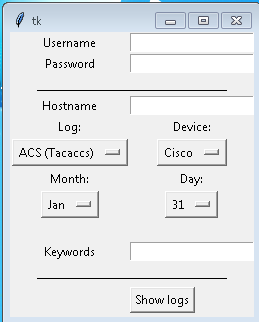 tk
Username
Password
Hostname
Log: Device:
ACS (Tacaccs) Cisco
Month: Day:
Jan 31
Keywords
Show logs